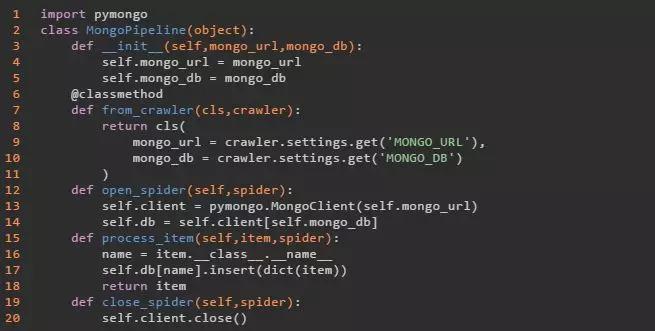 1 import pymongo
2 class MongoPipeline(object):
3     def __init__(self,mongo_url,mongo_db):
4         self.mongo_url = mongo_url
5         self.mongo_db = mongo_db
6     @classmethod
7     def from_crawler(cls,crawler):
8         return cls(
9             mongo_url = crawler.settings.get('MONGO_URL'),
10             mongo_db = crawler.settings.get('MONGO_DB')
11         )
12     def open_spider(self,spider):
13         self.client = pymongo.MongoClient(self.mongo_url)
14         self.db = self.client[self.mongo_db]
15     def process_item(self,item,spider):
16         name = item.__class__.__name__
17         self.db[name].insert(dict(item))
18         return item
19     def close_spider(self,spider):
20         self.client.close()